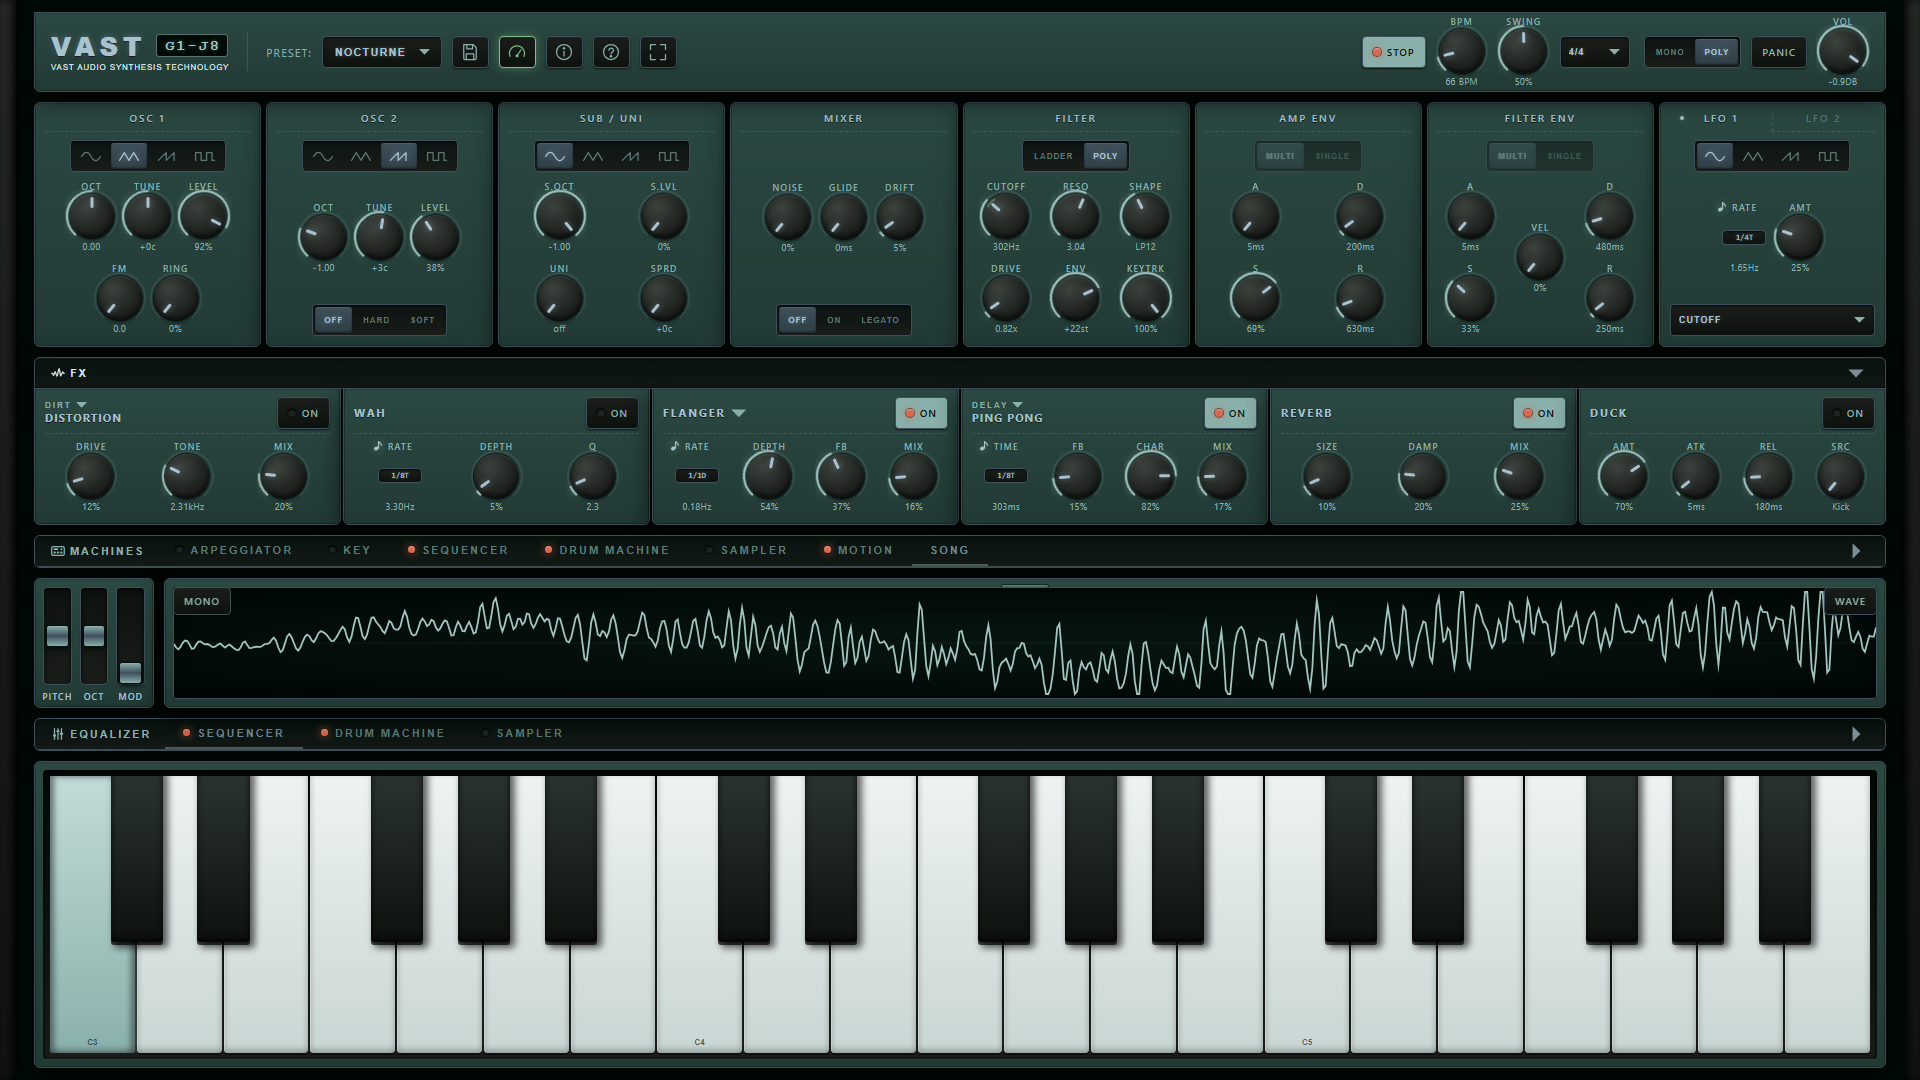 VAST G1-J8
VAST AUDIO SYNTHESIS TECHNOLOGY
PRESET: NOCTURNE
STOP
BPM
66 BPM
SWING
50%
4/4
MONO POLY
PANIC
VOL
-0.9DB
OSC 1
OCT TUNE LEVEL
0.00 +0c 92%
FM RING
0.0 0%
OSC 2
OCT TUNE LEVEL
-1.00 +3c 38%
OFF HARD SOFT
SUB / UNI
S.OCT S.LVL
-1.00 0%
UNI SPRD
off +0c
MIXER
NOISE GLIDE DRIFT
0% 0ms 5%
OFF ON LEGATO
FILTER
LADDER POLY
CUTOFF RESO SHAPE
302Hz 3.04 LP12
DRIVE ENV KEYTRK
0.82x +22st 100%
AMP ENV
MULTI SINGLE
A D
5ms 200ms
S R
69% 630ms
FILTER ENV
MULTI SINGLE
A D
5ms 480ms
VEL
0%
S R
33% 250ms
LFO 1 LFO 2
RATE AMT
1/4T
1.65Hz 25%
CUTOFF
FX
DIRT
DISTORTION ON
DRIVE TONE MIX
12% 2.31kHz 20%
WAH ON
RATE DEPTH Q
1/8T
3.30Hz 5% 2.3
FLANGER ON
RATE DEPTH FB MIX
1/1D
0.18Hz 54% 37% 16%
DELAY
PING PONG ON
TIME FB CHAR MIX
1/8T
303ms 15% 82% 17%
REVERB ON
SIZE DAMP MIX
10% 20% 25%
DUCK ON
AMT ATK REL SRC
70% 5ms 180ms Kick
MACHINES ARPEGGIATOR KEY SEQUENCER DRUM MACHINE SAMPLER MOTION SONG
PITCH OCT MOD
MONO WAVE
EQUALIZER SEQUENCER DRUM MACHINE SAMPLER
C3 C4 C5